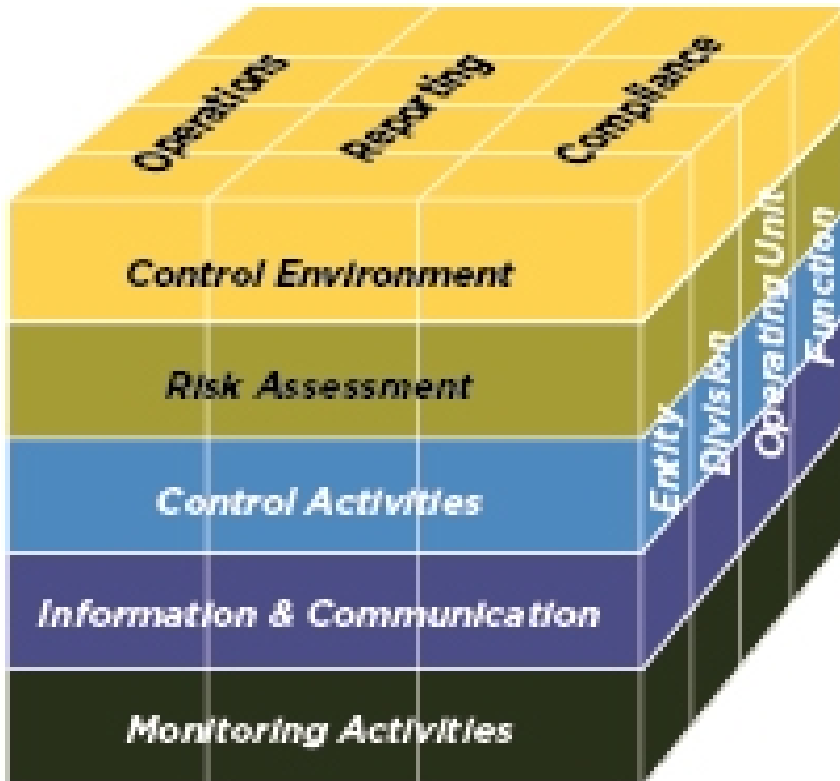 Operations
Reporting
Compliance
Control Environment
Risk Assessment
Control Activities
Information & Communication
Monitoring Activities
Entity
Division
Operating Unit
Function